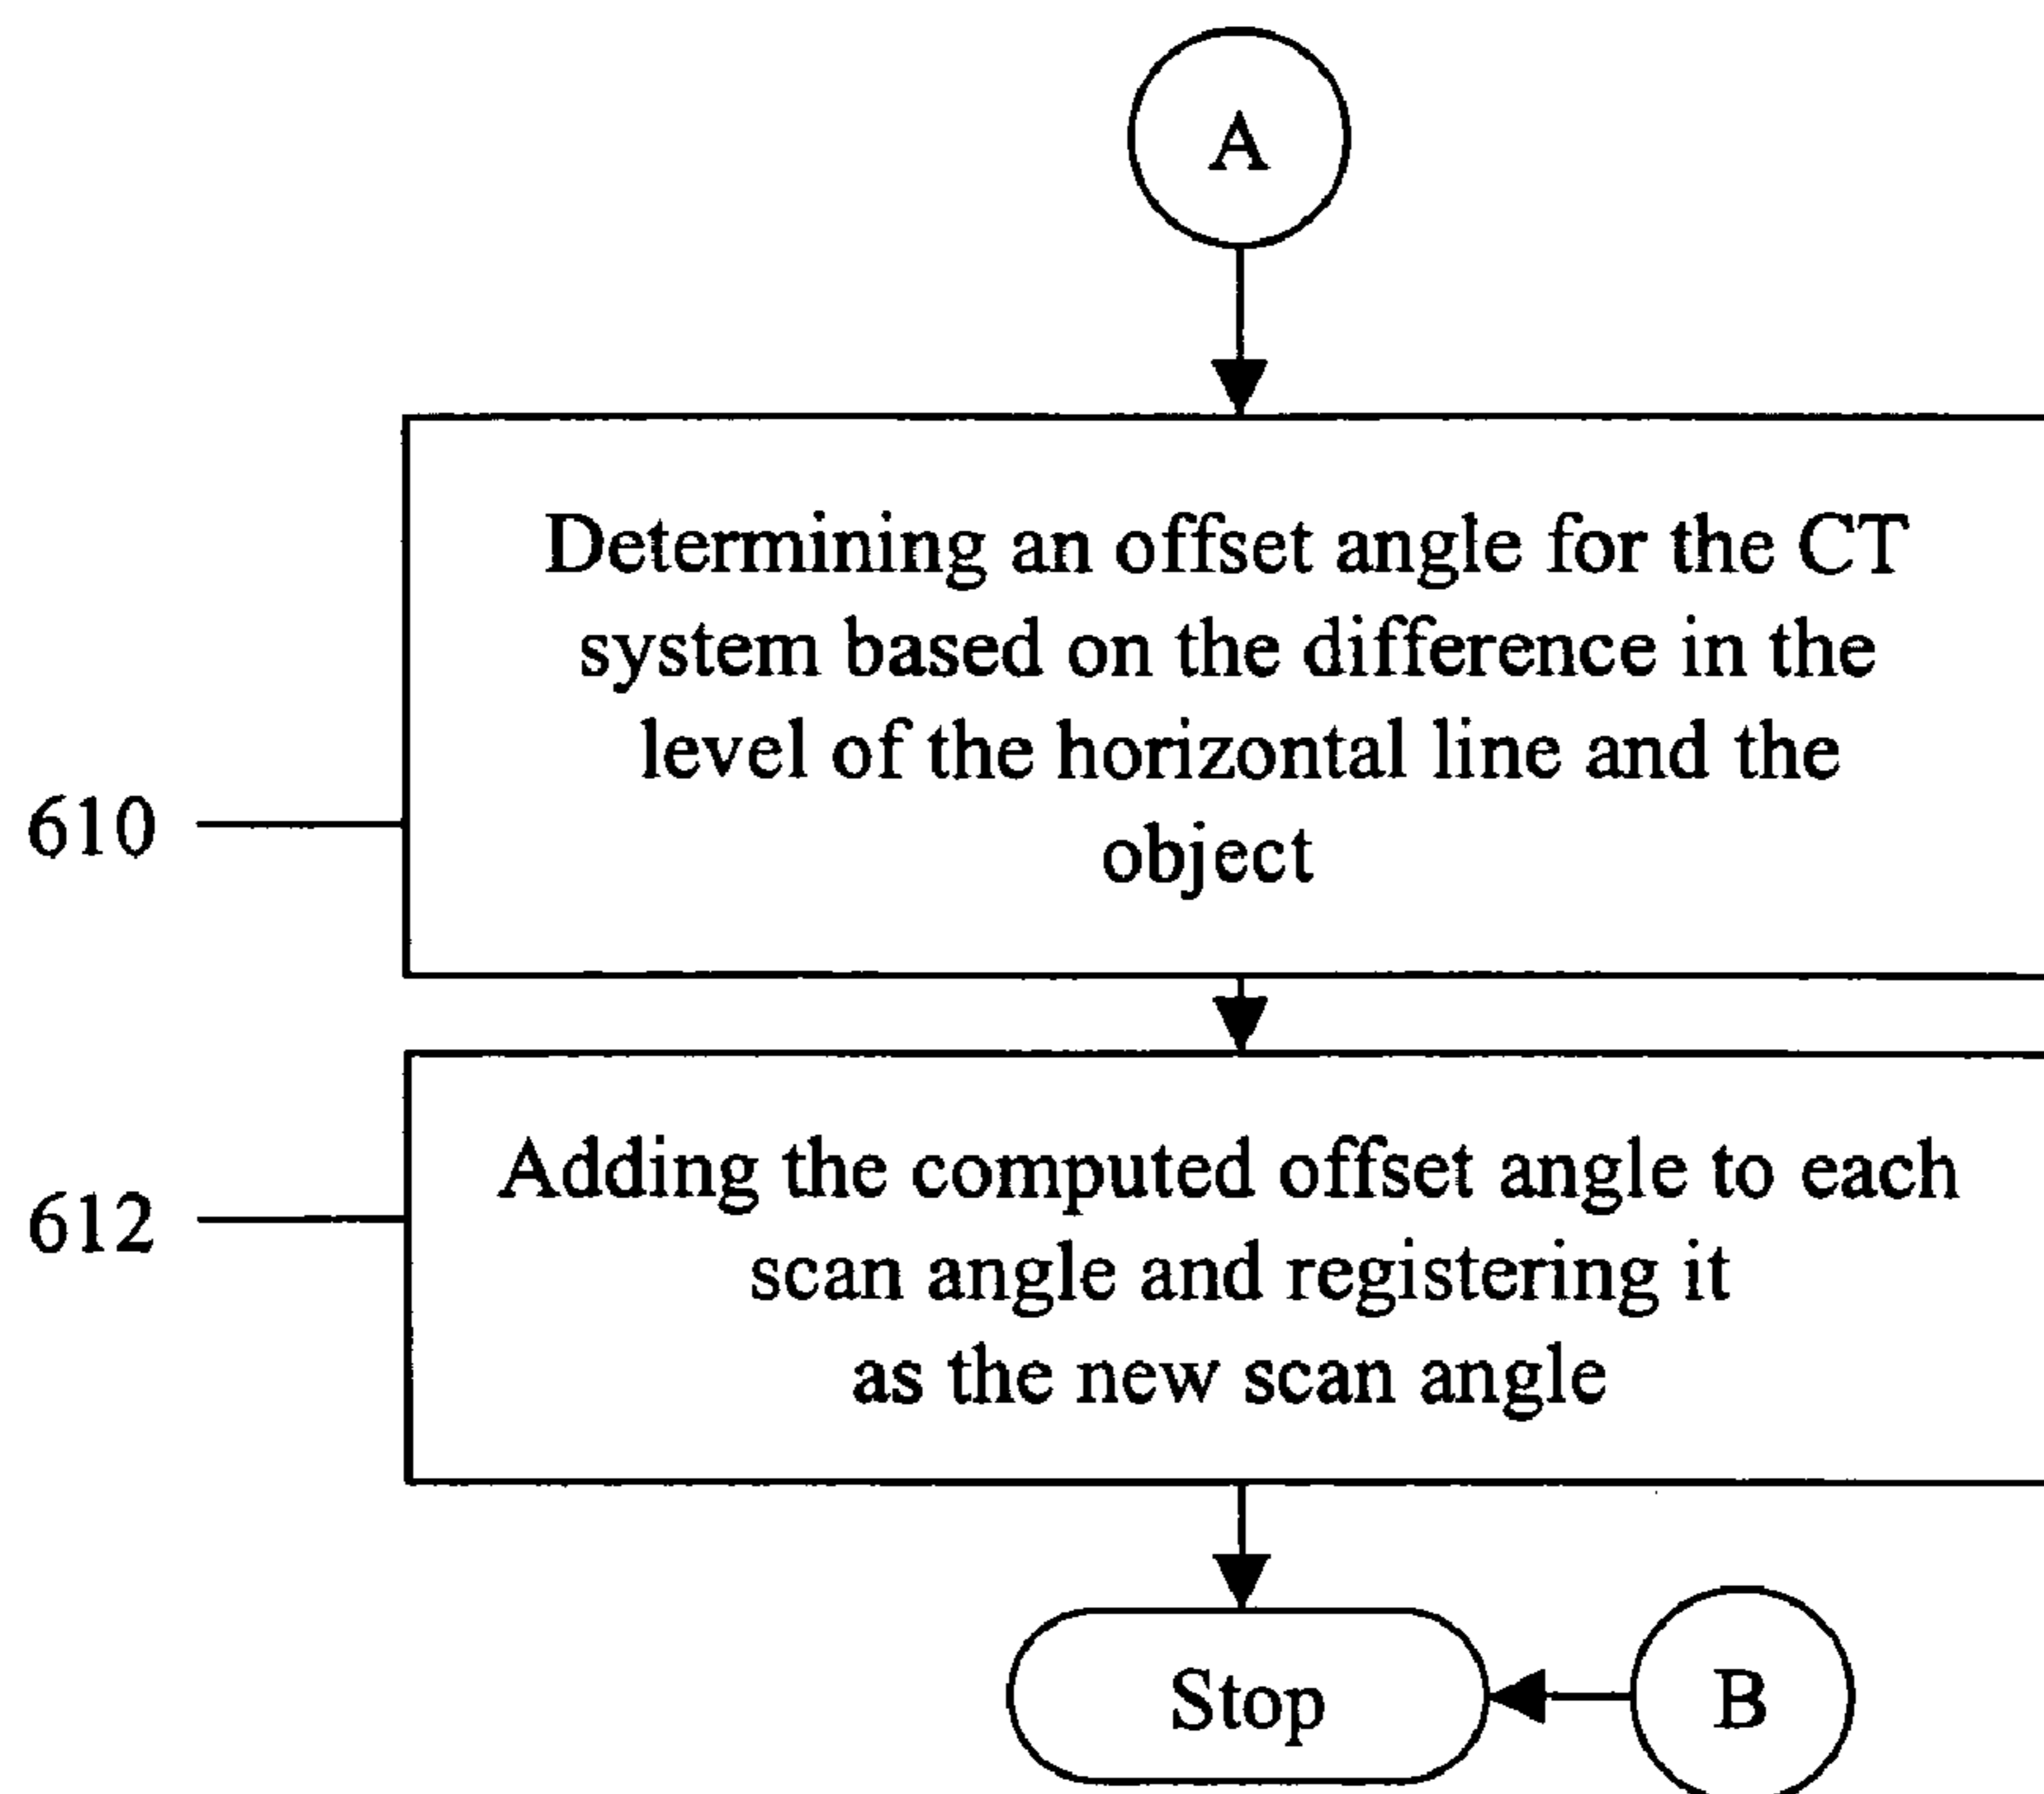 A
Determining an offset angle for the CT
system based on the difference in the
level of the horizontal line and the
object
610
Adding the computed offset angle to each
scan angle and registering it
as the new scan angle
612
Stop
B